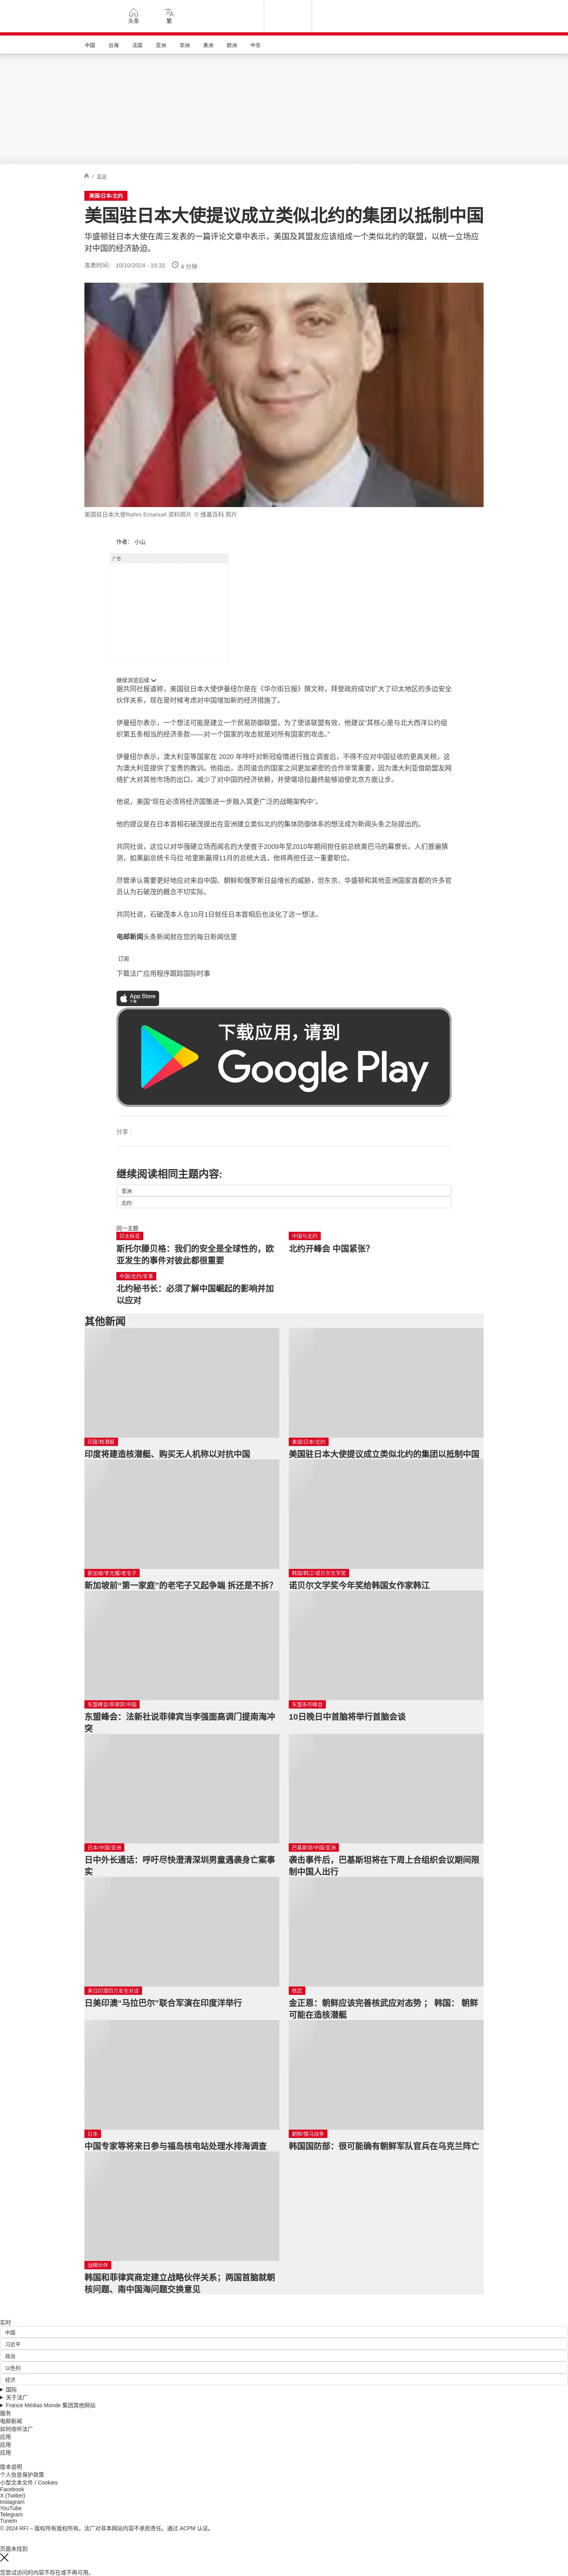 头条
繁
中国 台海 法国 亚洲 非洲 美洲 欧洲 中东
/ 亚洲
美国/日本/北约
美国驻日本大使提议成立类似北约的集团以抵制中国
华盛顿驻日本大使在周三发表的一篇评论文章中表示，美国及其盟友应该组成一个类似北约的联盟，以统一立场应
对中国的经济胁迫。
发表时间： 10/10/2024 - 15:32 4 分钟
美国驻日本大使Rahm Emanuel 资料照片 © 维基百科 照片
作者： 小山
广告
继续浏览后续
据共同社报道称，美国驻日本大使伊曼纽尔是在《华尔街日报》撰文称，拜登政府成功扩大了印太地区的多边安全
伙伴关系，现在是时候考虑对中国增加新的经济措施了。
伊曼纽尔表示，一个想法可能是建立一个贸易防御联盟，为了使该联盟有效，他建议“其核心是与北大西洋公约组
织第五条相当的经济条款——对一个国家的攻击就是对所有国家的攻击。”
伊曼纽尔表示，澳大利亚等国家在 2020 年呼吁对新冠疫情进行独立调查后，不得不应对中国征收的更高关税，这
为澳大利亚提供了宝贵的教训。他指出，志同道合的国家之间更加紧密的合作非常重要，因为澳大利亚借助盟友网
络扩大对其他市场的出口，减少了对中国的经济依赖，并使堪培拉最终能够迫使北京方面让步。
他说，美国“现在必须将经济国策进一步融入其更广泛的战略架构中”。
他的提议是在日本首相石破茂提出在亚洲建立类似北约的集体防御体系的想法成为新闻头条之际提出的。
共同社说，这位以对华强硬立场而闻名的大使曾于2009年至2010年期间担任前总统奥巴马的幕僚长。人们普遍猜
测，如果副总统卡马拉·哈里斯赢得11月的总统大选，他将再担任这一重要职位。
尽管承认需要更好地应对来自中国、朝鲜和俄罗斯日益增长的威胁，但东京、华盛顿和其他亚洲国家首都的许多官
员认为石破茂的概念不切实际。
共同社说，石破茂本人在10月1日就任日本首相后也淡化了这一想法。
电邮新闻头条新闻就在您的每日新闻信里
订阅
下载法广应用程序跟踪国际时事
App Store
下载
下载应用，请到
Google Play
分享 :
继续阅读相同主题内容:
亚洲
北约
同一主题
印太纵览
斯托尔滕贝格：我们的安全是全球性的，欧
亚发生的事件对彼此都很重要
中国与北约
北约开峰会 中国紧张？
中国/北约/军事
北约秘书长：必须了解中国崛起的影响并加
以应对
其他新闻
印度/核潜艇
印度将建造核潜艇、购买无人机称以对抗中国
美国/日本/北约
美国驻日本大使提议成立类似北约的集团以抵制中国
新加坡/李光耀/老宅子
新加坡前“第一家庭”的老宅子又起争端 拆还是不拆？
韩国/韩江/诺贝尔文学奖
诺贝尔文学奖今年奖给韩国女作家韩江
东盟峰会/菲律宾/中国
东盟峰会：法新社说菲律宾当李强面高调门提南海冲
突
东盟系列峰会
10日晚日中首脑将举行首脑会谈
日本/中国/亚洲
日中外长通话：呼吁尽快澄清深圳男童遇袭身亡案事
实
巴基斯坦/中国/亚洲
袭击事件后，巴基斯坦将在下周上合组织会议期间限
制中国人出行
美日印澳四方安全对话
日美印澳“马拉巴尔”联合军演在印度洋举行
核武
金正恩：朝鲜应该完善核武应对态势 ； 韩国： 朝鲜
可能在造核潜艇
日本
中国专家等将来日参与福岛核电站处理水排海调查
朝鲜/俄乌战争
韩国国防部：很可能确有朝鲜军队官兵在乌克兰阵亡
战略伙伴
韩国和菲律宾商定建立战略伙伴关系；两国首脑就朝
核问题、南中国海问题交换意见
实时
中国
习近平
政治
以色列
经济
国际
关于法广
France Médias Monde 集团其他网站
服务
电邮新闻
如何收听法广
应用
应用
应用
版本说明
个人信息保护政策
小型文本文件 / Cookies
Facebook
X (Twitter)
Instagram
YouTube
Telegram
TuneIn
© 2024 RFI – 版权所有版权所有。法广对非本网站内容不承担责任。通过 ACPM 认证。
页面未找到
您尝试访问的内容不存在或不再可用。